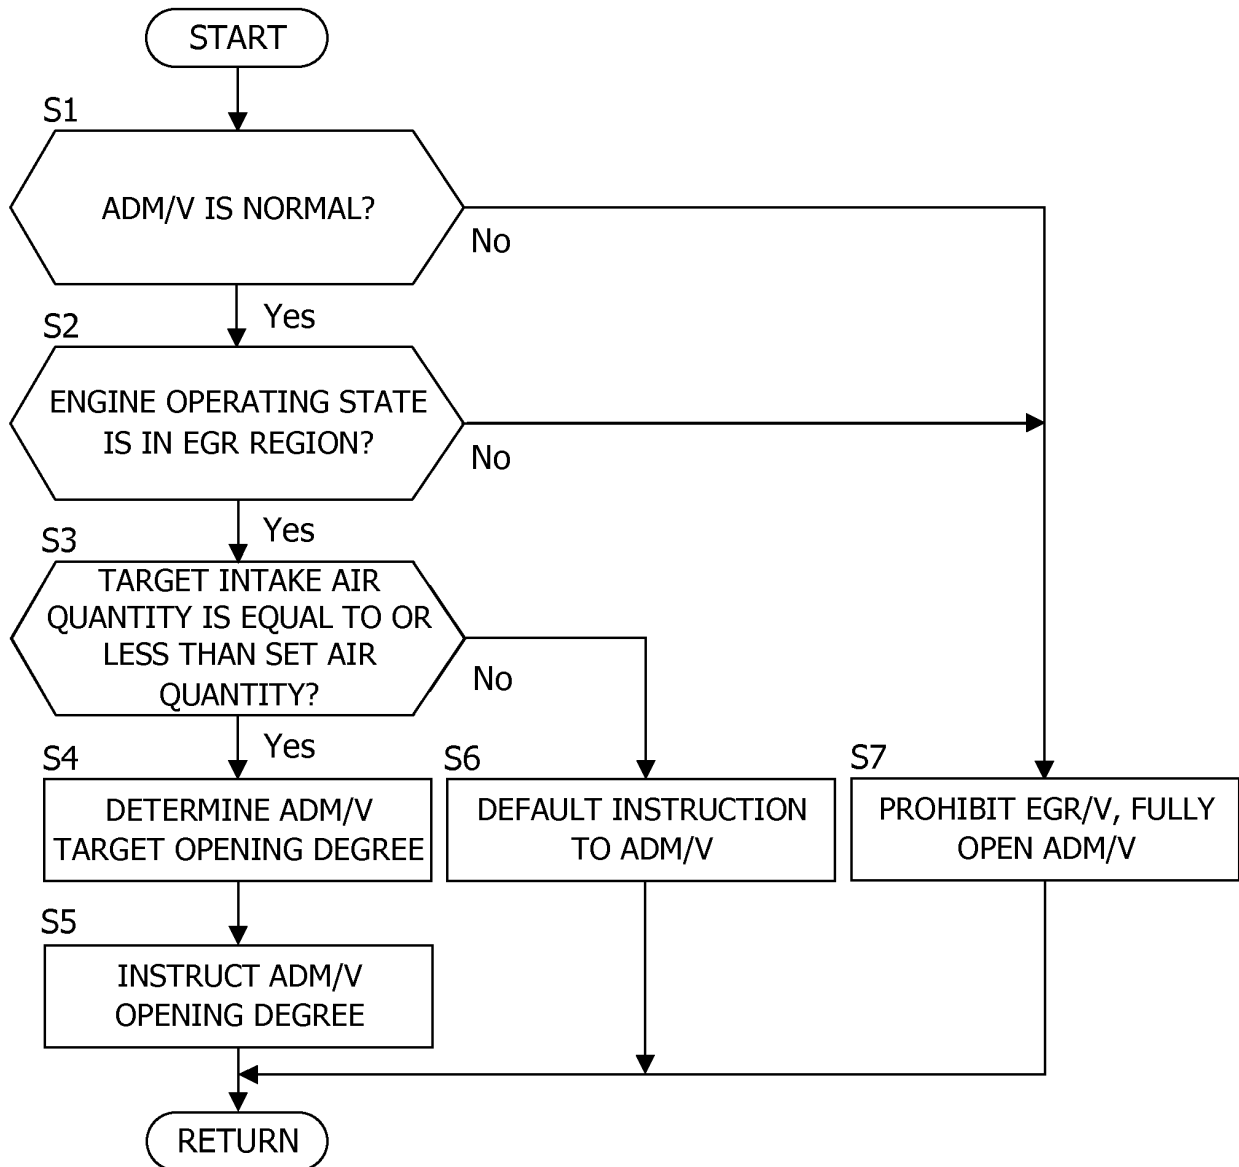 START
S1
ADM/V IS NORMAL?
No
Yes
S2
ENGINE OPERATING STATE
IS IN EGR REGION?
No
Yes
S3
TARGET INTAKE AIR
QUANTITY IS EQUAL TO OR
LESS THAN SET AIR
QUANTITY?
No
Yes
S4
DETERMINE ADM/V
TARGET OPENING DEGREE
S6
DEFAULT INSTRUCTION
TO ADM/V
S7
PROHIBIT EGR/V, FULLY
OPEN ADM/V
S5
INSTRUCT ADM/V
OPENING DEGREE
RETURN